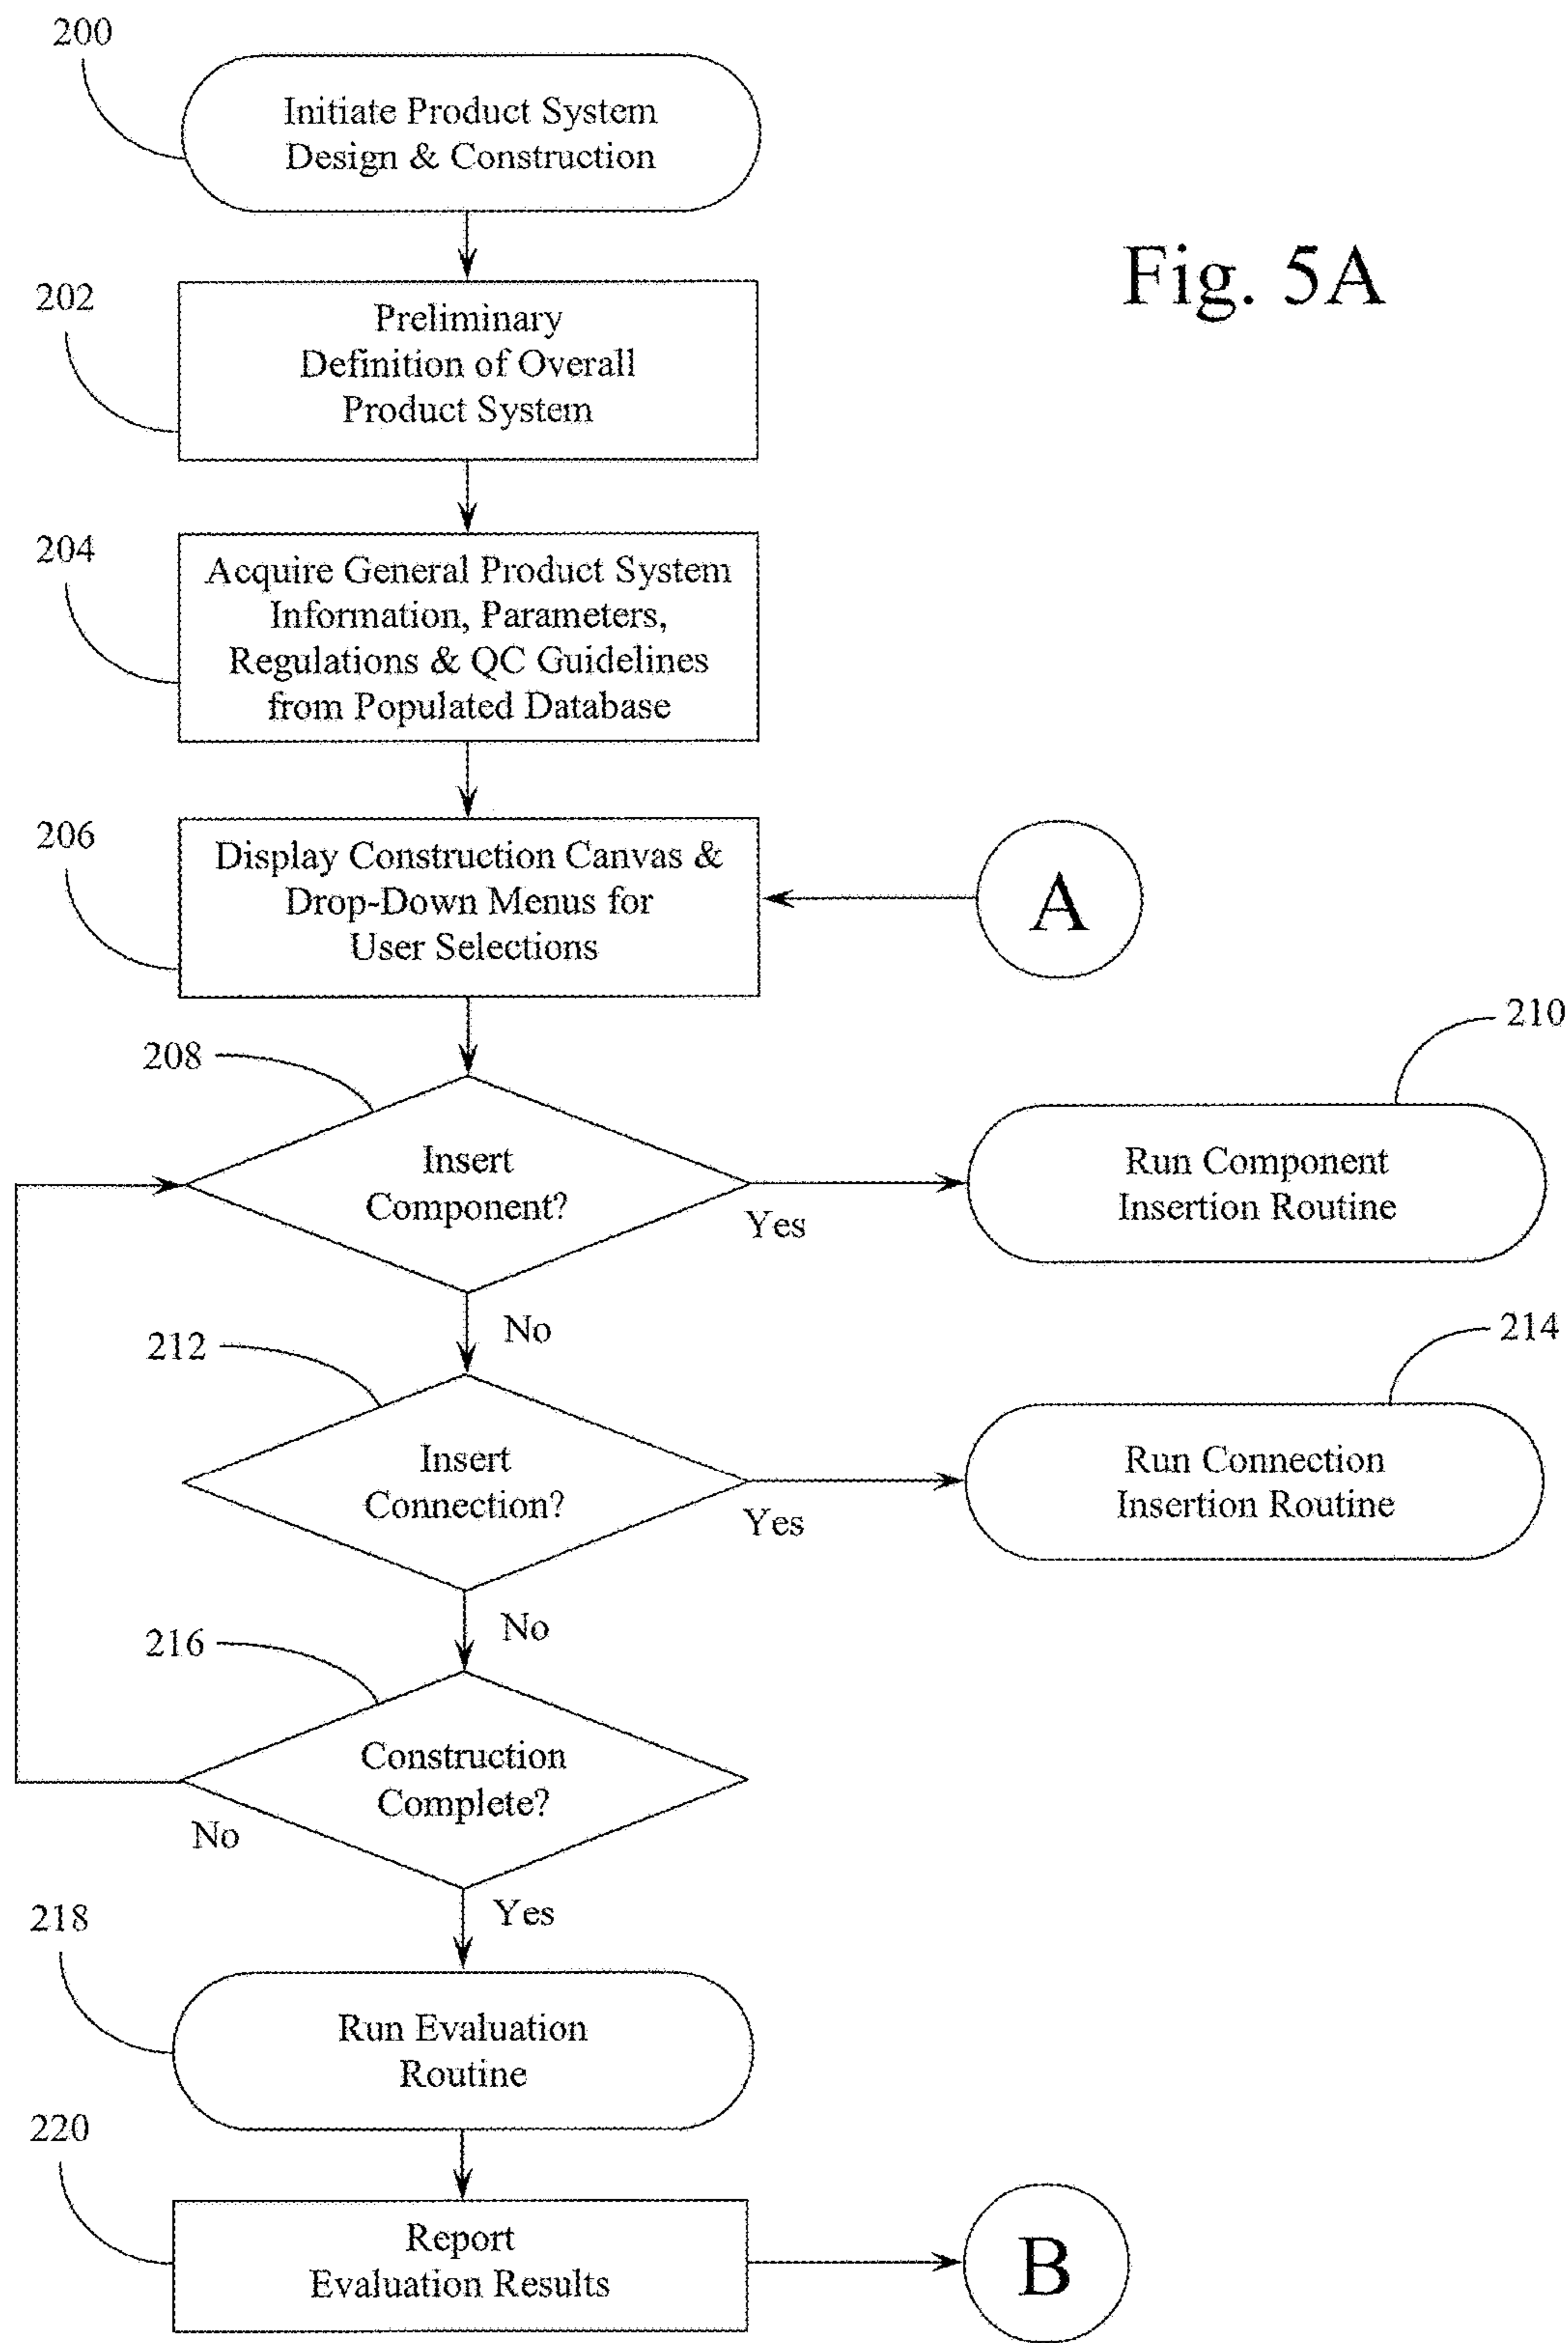 200
Initiate Product System
Design & Construction
Fig. 5A
202
Preliminary
Definition of Overall
Product System
204
Acquire General Product System
Information, Parameters,
Regulations & QC Guidelines
from Populated Database
206
Display Construction Canvas &
Drop-Down Menus for
User Selections
A
208
Insert
Component?
Yes
210
Run Component
Insertion Routine
No
212
Insert
Connection?
Yes
214
Run Connection
Insertion Routine
No
216
Construction
Complete?
No
Yes
218
Run Evaluation
Routine
220
Report
Evaluation Results
B